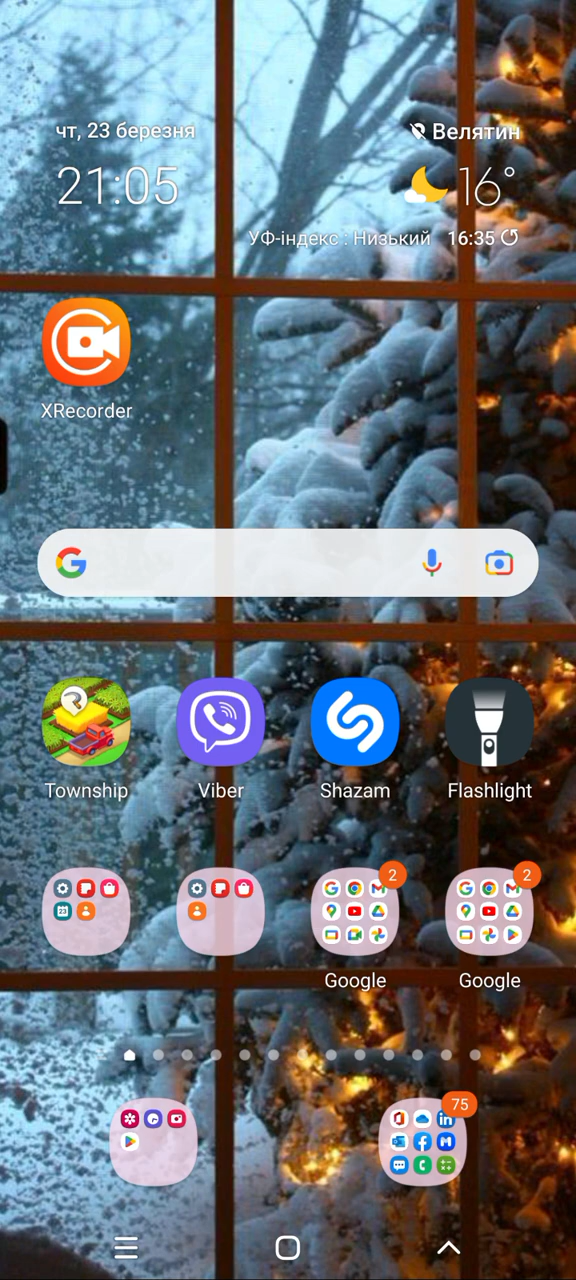 чт, 23 березня
Велятин
21:05
16°
УФ-індекс : Низький 16:35
XRecorder
Township
Viber
Shazam
Flashlight
23
2
2
Google
Google
75